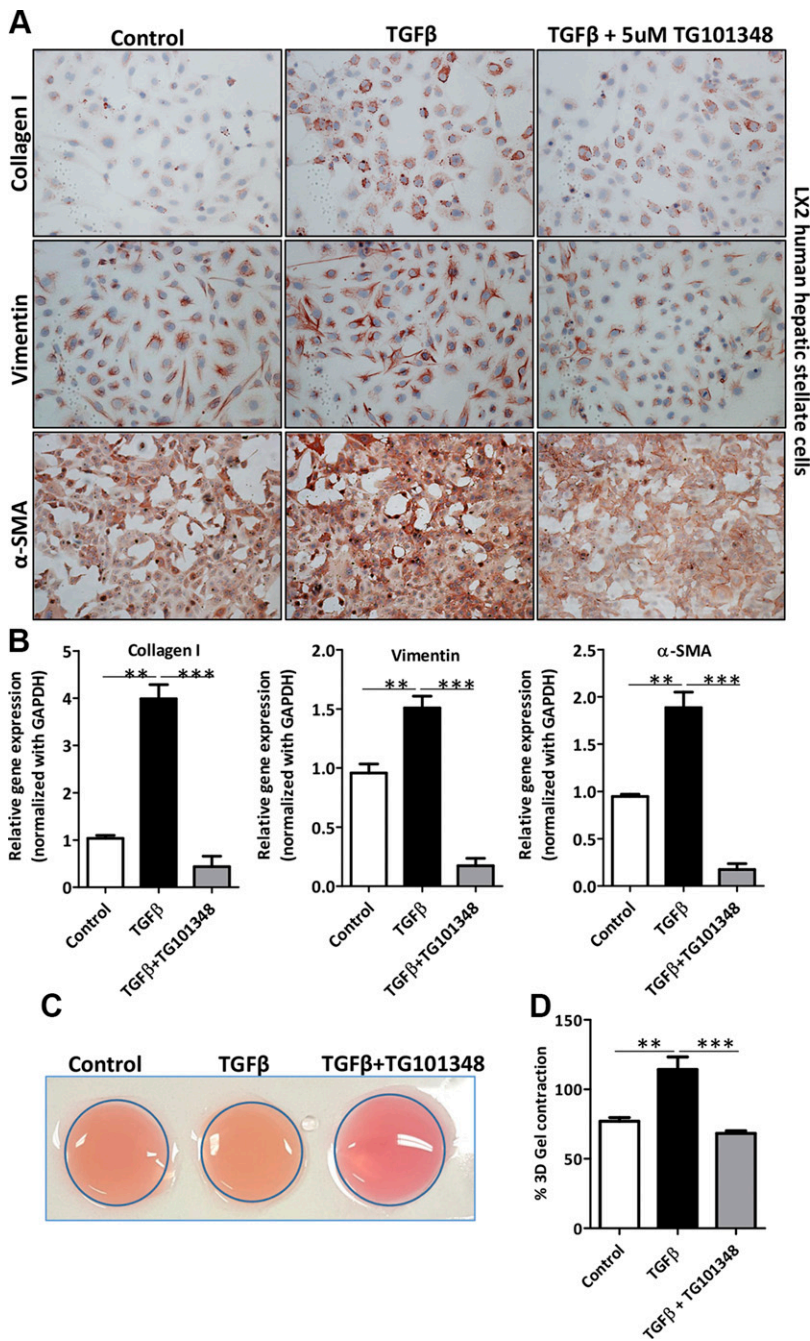 A
Control TGFβ TGFβ + 5uM TG101348
Collagen I
Vimentin
α-SMA
LX2 human hepatic stellate cells
B
Collagen I
Relative gene expression
(normalized with GAPDH)
5
4
3
2
1
0
** ***
Control
TGFβ
TGFβ+TG101348
Vimentin
Relative gene expression
(normalized with GAPDH)
2.0
1.5
1.0
0.5
0.0
** ***
Control
TGFβ
TGFβ+TG101348
α-SMA
Relative gene expression
(normalized with GAPDH)
2.5
2.0
1.5
1.0
0.5
0.0
** ***
Control
TGFβ
TGFβ+TG101348
C
Control TGFβ TGFβ+TG101348
D
% 3D Gel contraction
150
100
50
0
** ***
Control
TGFβ
TGFβ + TG101348